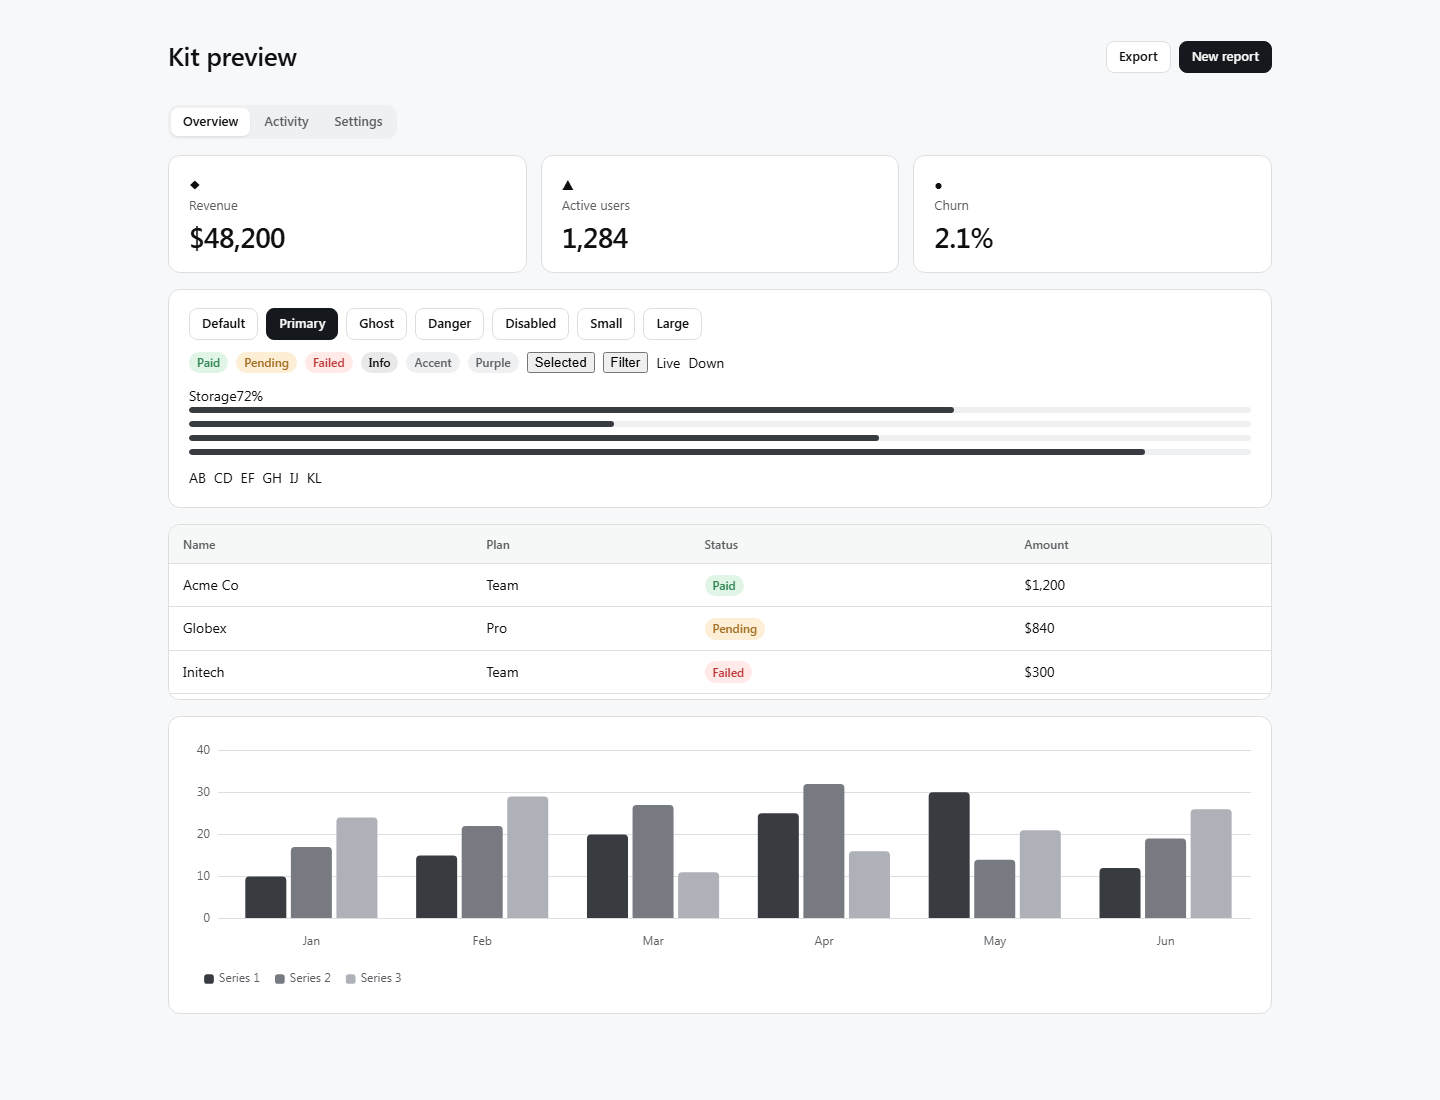 Kit preview
Export New report
Overview Activity Settings
Revenue
$48,200
Active users
1,284
Churn
2.1%
Default Primary Ghost Danger Disabled Small Large
Paid Pending Failed Info Accent Purple Selected Filter Live Down
Storage72%
AB CD EF GH IJ KL
Name Plan Status Amount
Acme Co Team Paid $1,200
Globex Pro Pending $840
Initech Team Failed $300
40
30
20
10
0
Jan Feb Mar Apr May Jun
Series 1 Series 2 Series 3